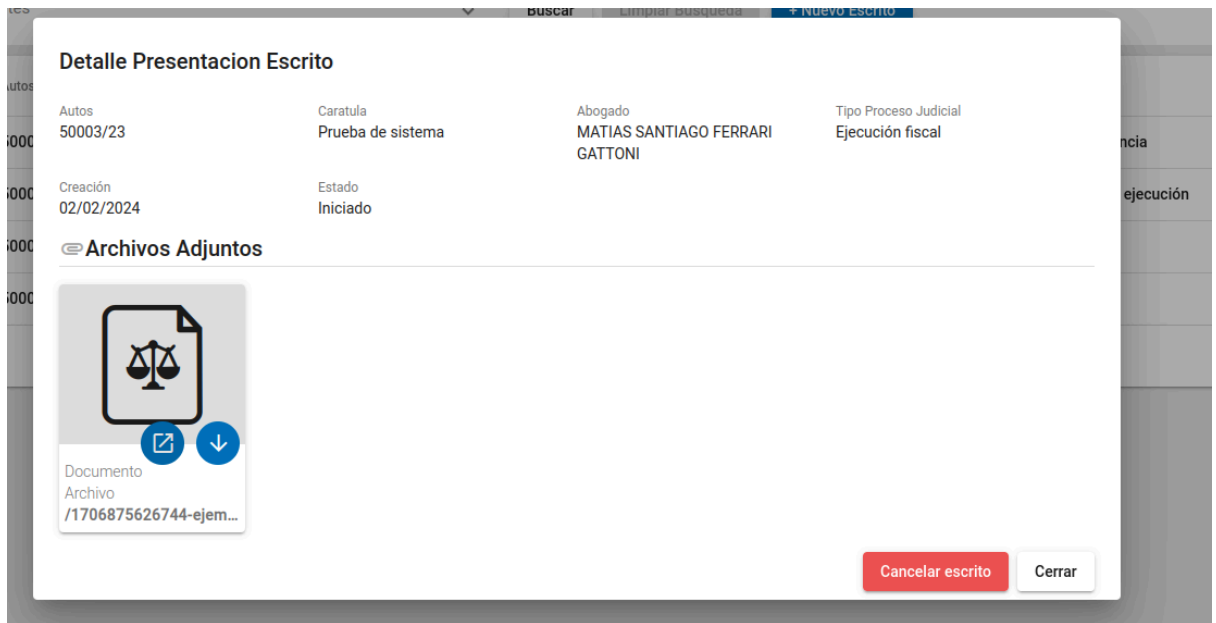 Buscar
Limpiar Busqueda
+ Nuevo Escrito
Detalle Presentacion Escrito
Autos
50003/23
Caratula
Prueba de sistema
Abogado
MATIAS SANTIAGO FERRARI
GATTONI
Tipo Proceso Judicial
Ejecución fiscal
Creación
02/02/2024
Estado
Iniciado
Archivos Adjuntos
Documento
Archivo
/1706875626744-ejem...
Cancelar escrito
Cerrar
ejecución